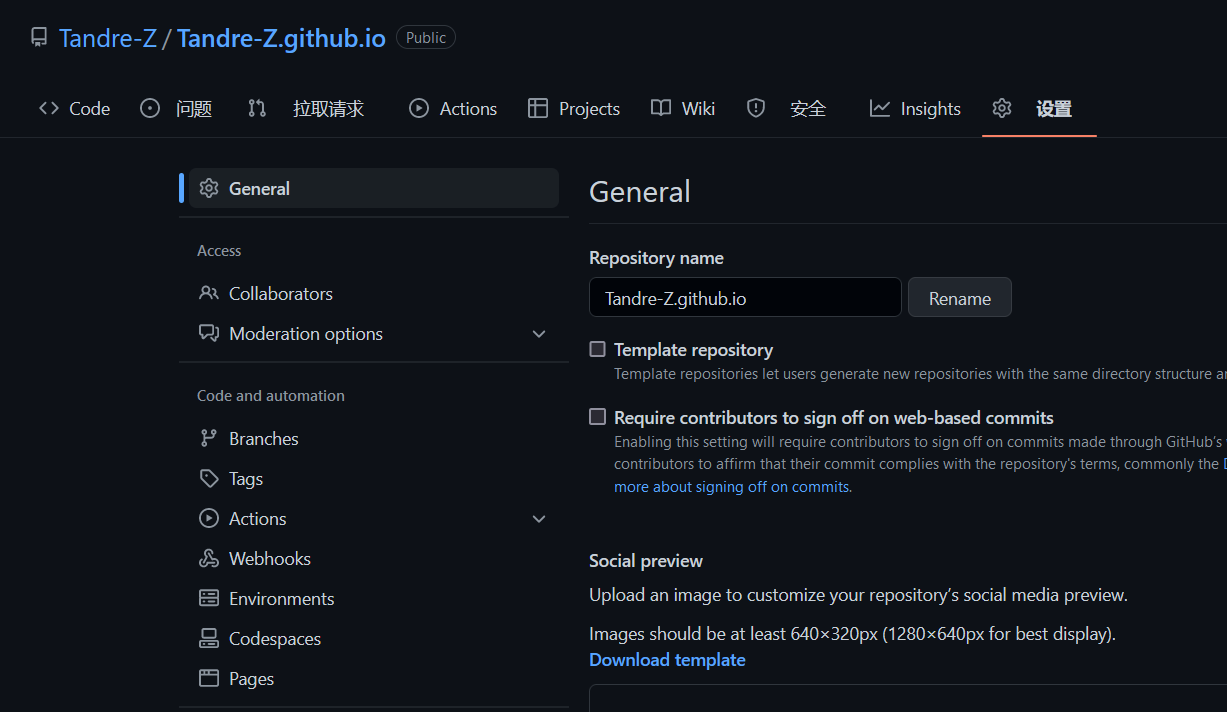 Tandre-Z / Tandre-Z.github.io Public
Code 问题 拉取请求 Actions Projects Wiki 安全 Insights 设置
General
Access
Collaborators
Moderation options
Code and automation
Branches
Tags
Actions
Webhooks
Environments
Codespaces
Pages
General
Repository name
Tandre-Z.github.io Rename
Template repository
Template repositories let users generate new repositories with the same directory structure
Require contributors to sign off on web-based commits
Enabling this setting will require contributors to sign off on commits made through GitHub’s
contributors to affirm that their commit complies with the repository's terms, commonly the
more about signing off on commits.
Social preview
Upload an image to customize your repository’s social media preview.
Images should be at least 640×320px (1280×640px for best display).
Download template